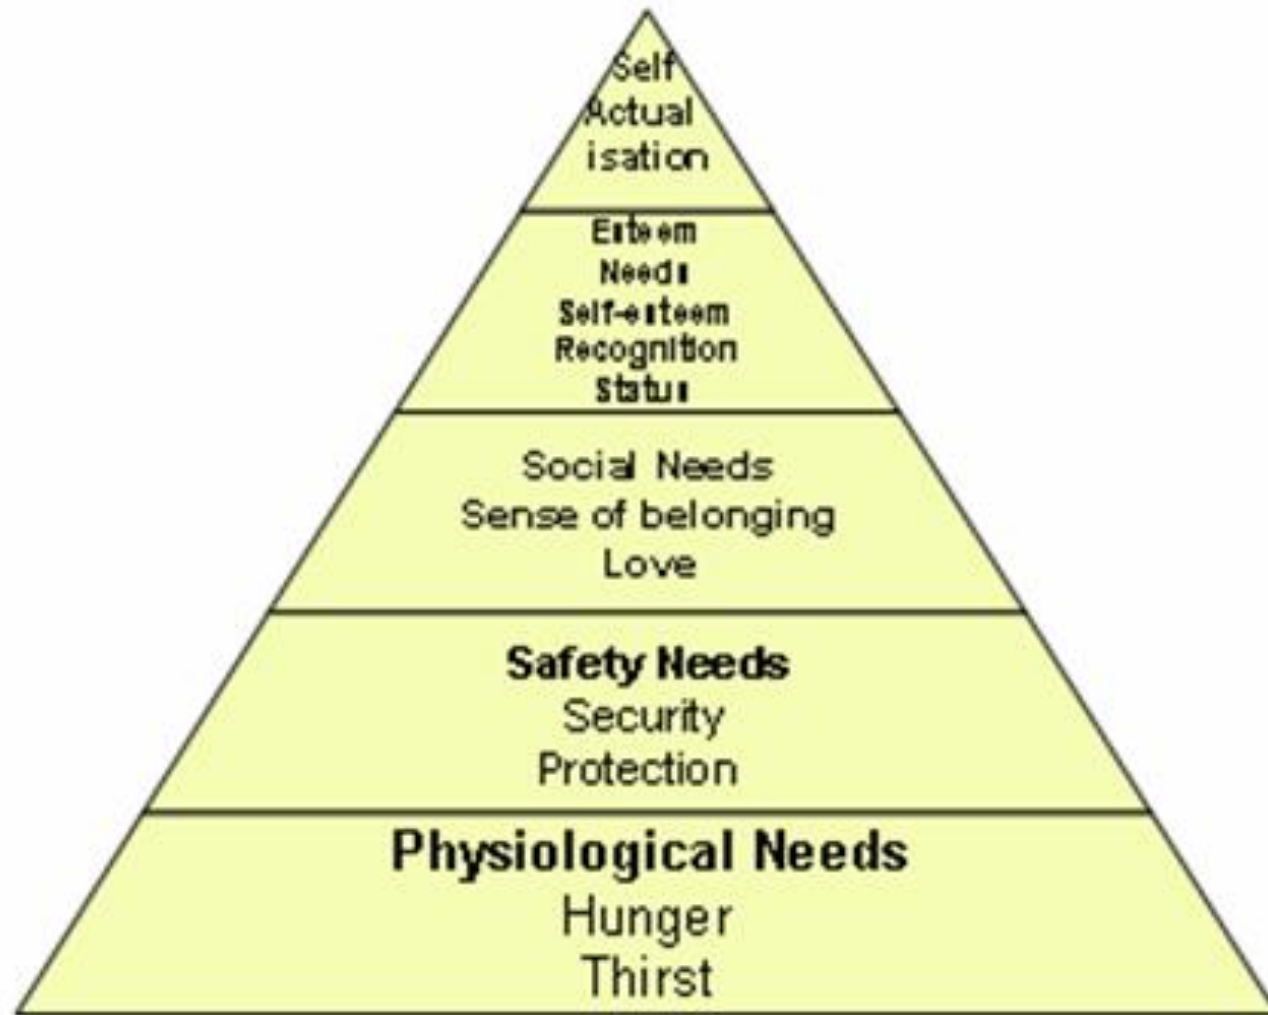 Self
Actual
isation
Esteem
Needs
Self-esteem
Recognition
Status
Social Needs
Sense of belonging
Love
Safety Needs
Security
Protection
Physiological Needs
Hunger
Thirst